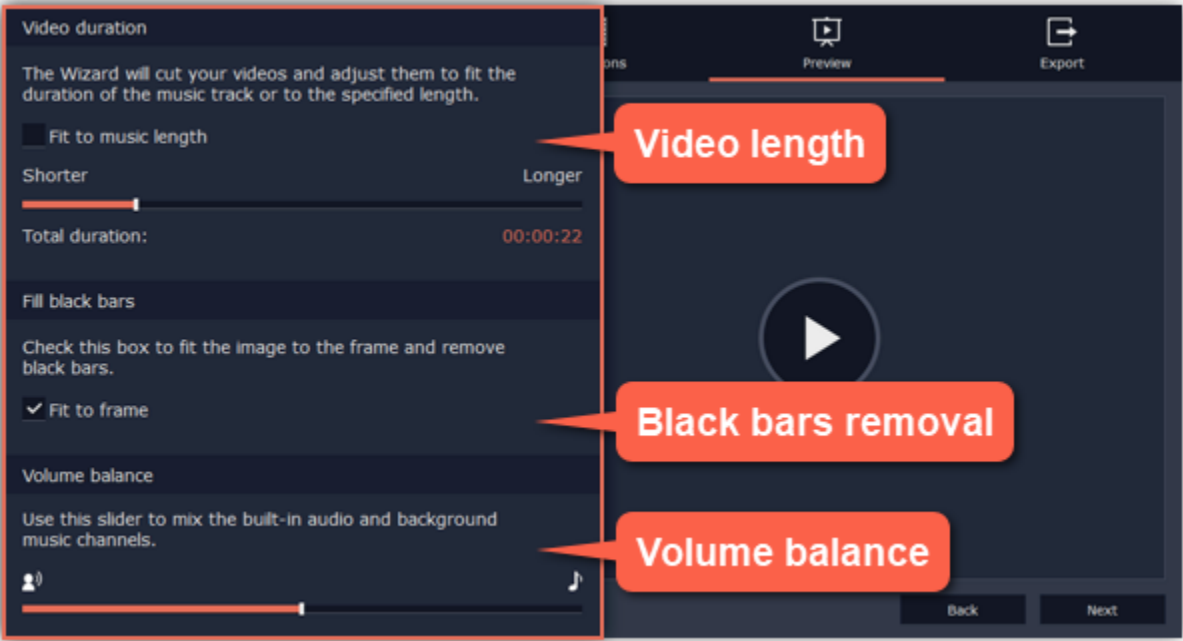 Video duration
The Wizard will cut your videos and adjust them to fit the
duration of the music track or to the specified length.
Fit to music length
Shorter
Longer
Total duration:
00:00:22
Fill black bars
Check this box to fit the image to the frame and remove
black bars.
Fit to frame
Volume balance
Use this slider to mix the built-in audio and background
music channels.
ons
Preview
Export
Video length
Black bars removal
Volume balance
Back
Next